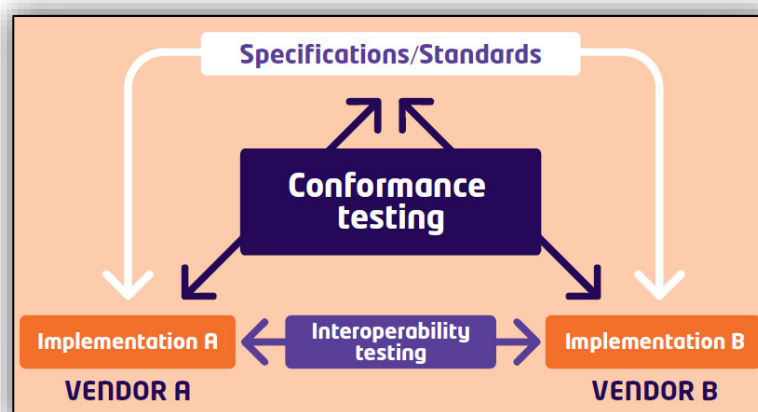 Specifications/Standards
Conformance
testing
Implementation A
Interoperability
testing
Implementation B
VENDOR A
VENDOR B